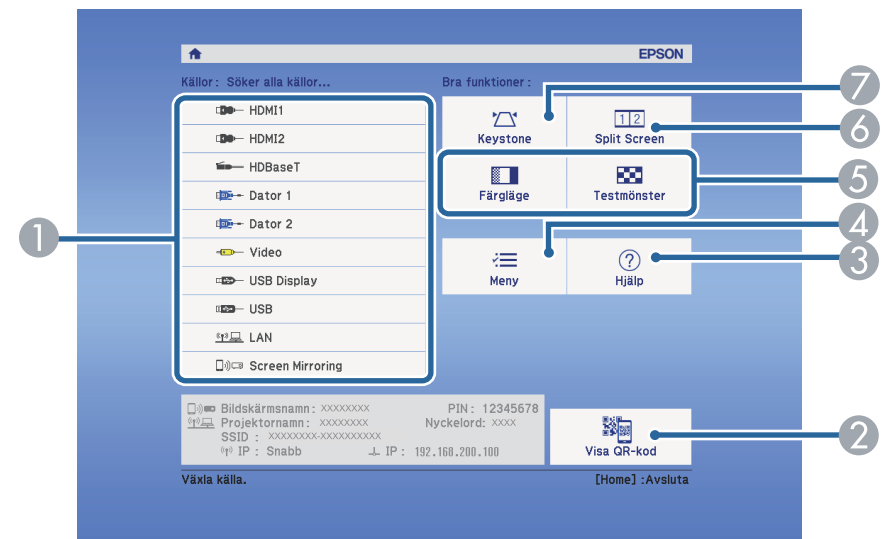 EPSON
Källor : Söker alla källor...
HDMI1
HDMI2
HDBaseT
Dator 1
Dator 2
Video
USB Display
USB
LAN
Screen Mirroring
Bra funktioner :
Keystone
1 2
Split Screen
Färgläge
Testmönster
Meny
?
Hjälp
Bildskärmsnamn : XXXXXXXX
Projektornamn : XXXXXXXX
SSID : XXXXXXXX-XXXXXXXXXX
IP : Snabb
PIN : 12345678
Nyckelord: XXXX
IP : 192.168.200.100
Visa QR-kod
Växla källa.
[Home] :Avsluta
1
7
6
5
4
3
2